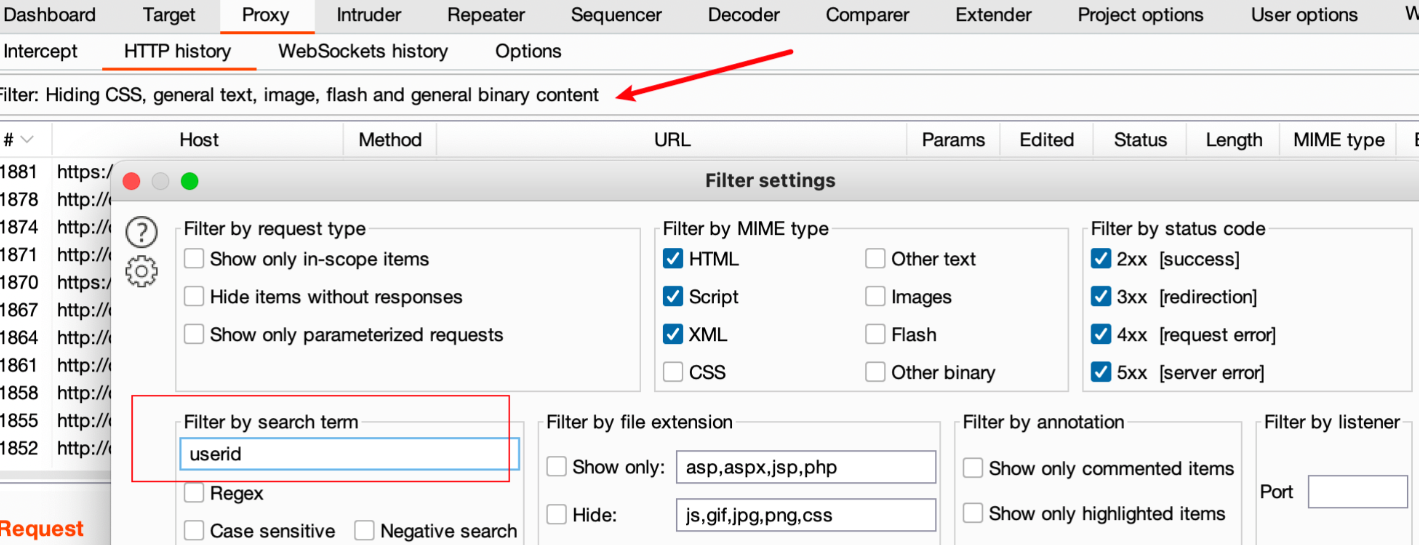 Dashboard Target Proxy Intruder Repeater Sequencer Decoder Comparer Extender Project options User options
Intercept HTTP history WebSockets history Options
Filter: Hiding CSS, general text, image, flash and general binary content
# Host Method URL Params Edited Status Length MIME type
1881 https:/
1878 http://
1874 http://
1871 http://
1870 https:/
1867 http://
1864 http://
1861 http://
1858 http://
1855 http://
1852 http://
Filter settings
?
Filter by request type
Show only in-scope items
Hide items without responses
Show only parameterized requests
Filter by MIME type
HTML Other text
Script Images
XML Flash
CSS Other binary
Filter by status code
2xx [success]
3xx [redirection]
4xx [request error]
5xx [server error]
Filter by search term
userid
Regex
Case sensitive Negative search
Filter by file extension
Show only: asp,aspx,jsp,php
Hide: js,gif,jpg,png,css
Filter by annotation
Show only commented items
Show only highlighted items
Filter by listener
Port
Request